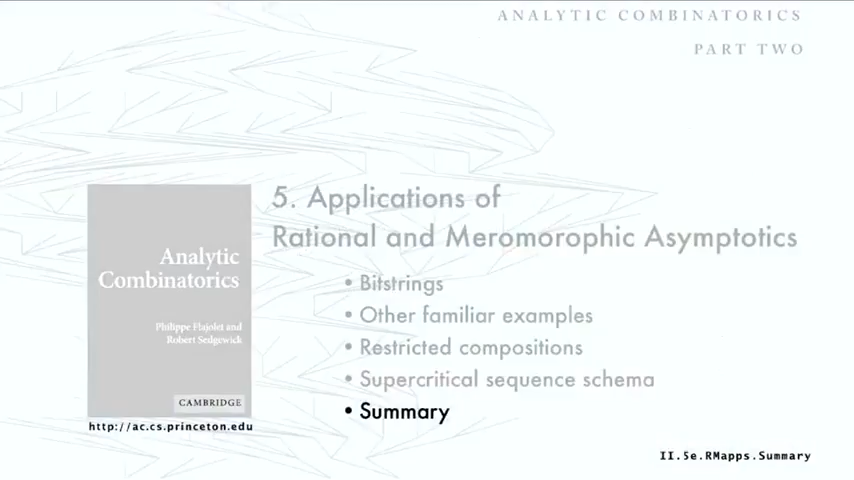 ANALYTIC COMBINATORICS
PART TWO
5. Applications of
Rational and Meromorophic Asymptotics
• Bitstrings
• Other familiar examples
• Restricted compositions
• Supercritical sequence schema
• Summary
Analytic
Combinatorics
Philippe Flajolet and
Robert Sedgewick
CAMBRIDGE
http://ac.cs.princeton.edu
II.5e.RMapps.Summary